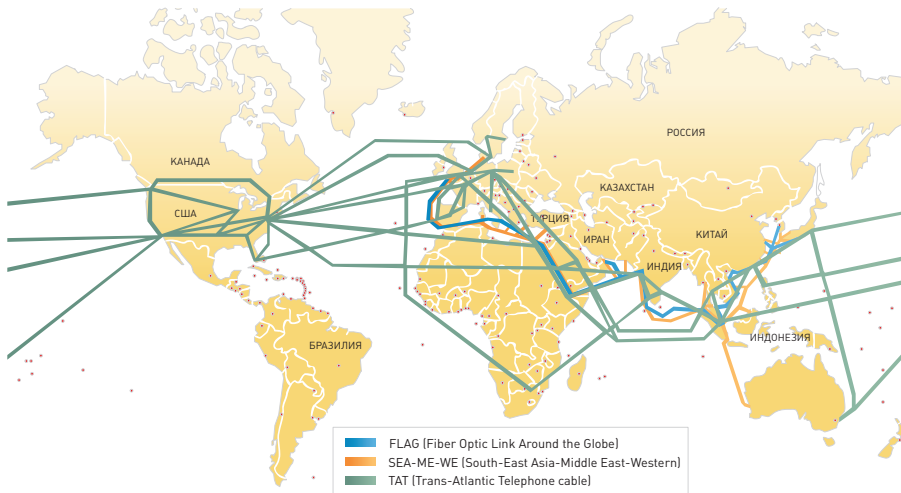 РОССИЯ
КАНАДА
КАЗАХСТАН
США
ТУРЦИЯ
КИТАЙ
ИРАН
ИНДИЯ
ИНДОНЕЗИЯ
БРАЗИЛИЯ
FLAG (Fiber Optic Link Around the Globe)
SEA-ME-WE (South-East Asia-Middle East-Western)
TAT (Trans-Atlantic Telephone cable)